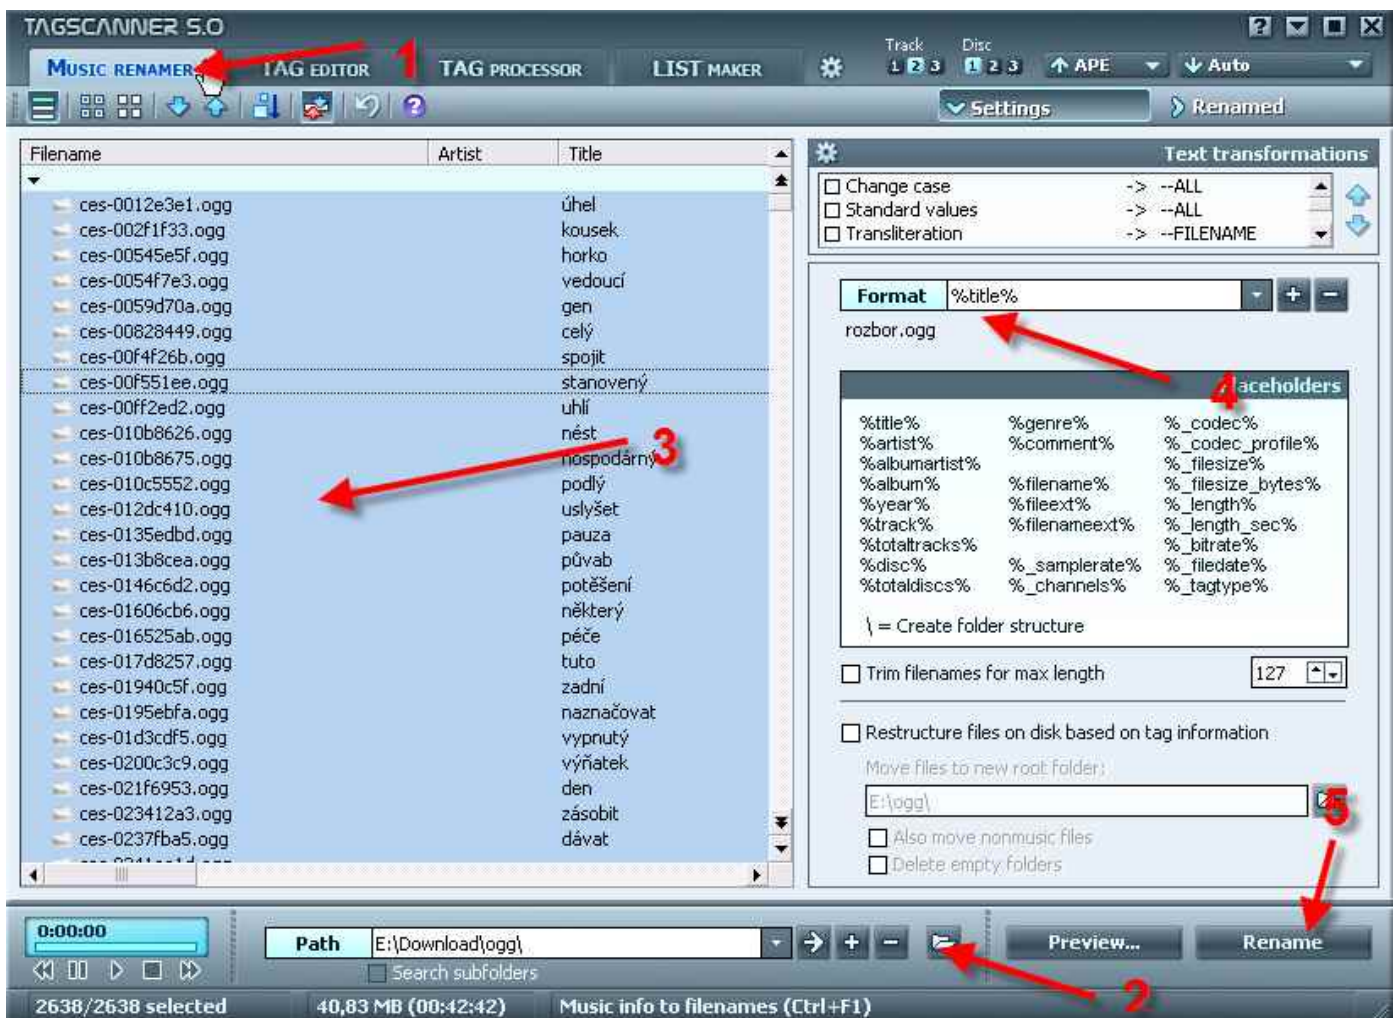 TAGSCANNER 5.0
Track Disc
MUSIC RENAMER TAG EDITOR TAG PROCESSOR LIST MAKER 1 2 3 1 2 3 APE Auto
1
Settings Renamed
Filename Artist Title
Text transformations
Change case -> --ALL
Standard values -> --ALL
Transliteration -> --FILENAME
ces-0012e3e1.ogg úhel
ces-002f1f33.ogg kousek
ces-00545e5f.ogg horko
ces-0054f7e3.ogg vedoucí
ces-0059d70a.ogg gen
ces-00828449.ogg celý
ces-00f4f26b.ogg spojit
ces-00f551ee.ogg stanovený
ces-00ff2ed2.ogg uhlí
ces-010b8626.ogg nést
3
ces-010b8675.ogg hospodárný
ces-010c5552.ogg podlý
ces-012dc410.ogg uslyšet
ces-0135edbd.ogg pauza
ces-013b8cea.ogg půvab
ces-0146c6d2.ogg potěšení
ces-01606cb6.ogg některý
ces-016525ab.ogg péče
ces-017d8257.ogg tuto
ces-01940c5f.ogg zadní
ces-0195ebfa.ogg naznačovat
ces-01d3cdf5.ogg vypnutý
ces-0200c3c9.ogg výňatek
ces-021f6953.ogg den
ces-023412a3.ogg zásobit
ces-0237fba5.ogg dávat
Format %title%
rozbor.ogg
4
Placeholders
%title% %genre% %_codec%
%artist% %comment% %_codec_profile%
%albumartist% %_filesize%
%album% %filename% %_filesize_bytes%
%year% %fileext% %_length%
%track% %filenameext% %_length_sec%
%totaltracks% %_bitrate%
%disc% %_samplerate% %_filedate%
%totaldiscs% %_channels% %_tagtype%
\ = Create folder structure
Trim filenames for max length 127
Restructure files on disk based on tag information
Move files to new root folder:
E:\ogg\
5
Also move nonmusic files
Delete empty folders
0:00:00
Path E:\Download\ogg\
Preview... Rename
Search subfolders
2
2638/2638 selected 40,83 MB (00:42:42) Music info to filenames (Ctrl+F1)